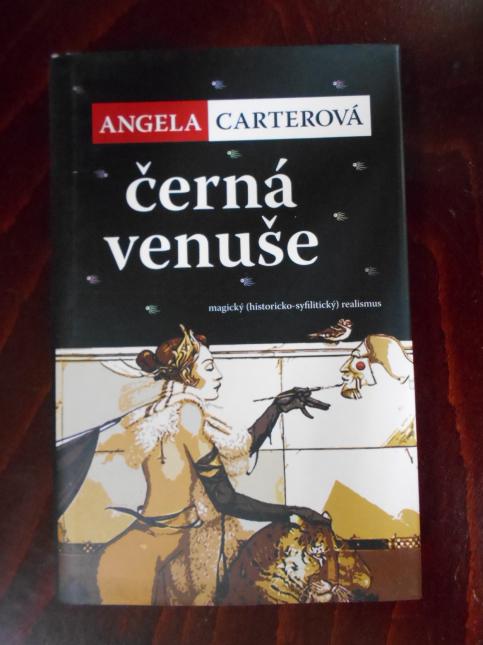 ANGELA CARTEROVÁ
černá
venuše
magický (historicko-syfilitický) realismus